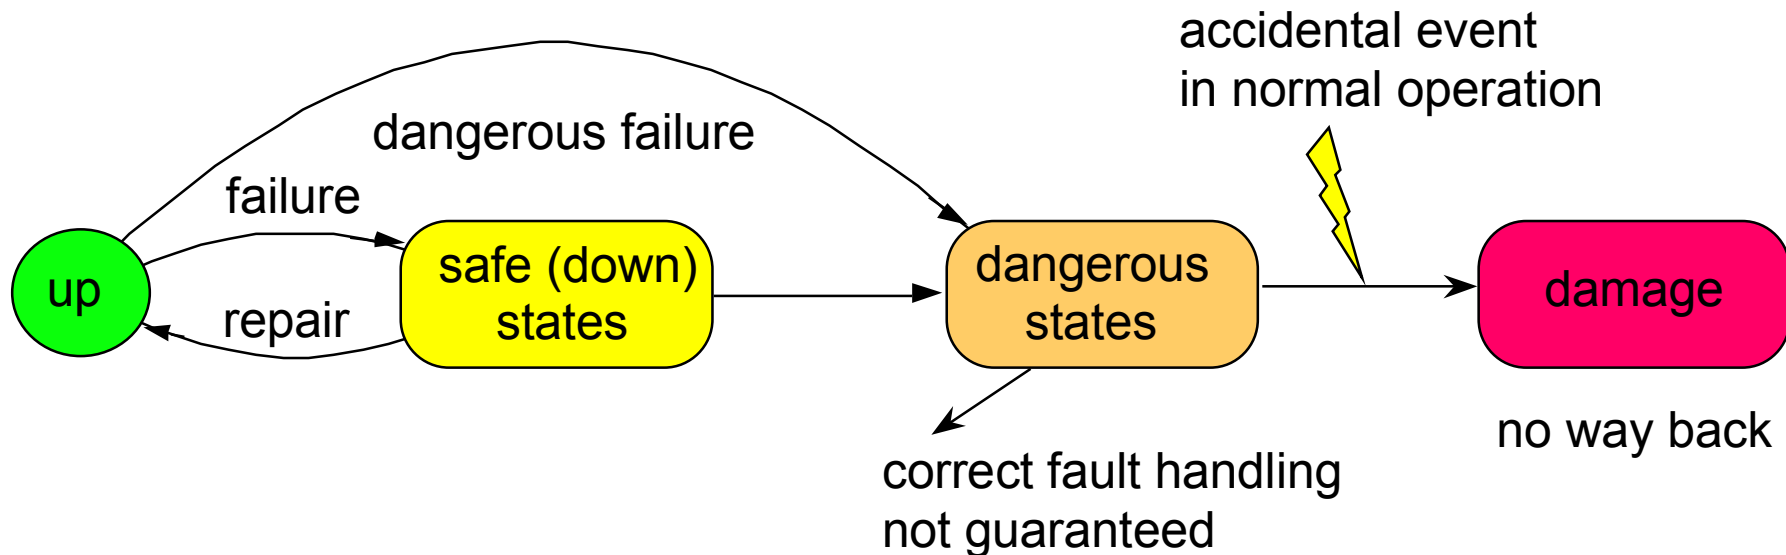 accidental event
in normal operation
dangerous failure
failure
up
repair
safe (down)
states
dangerous
states
damage
no way back
correct fault handling
not guaranteed